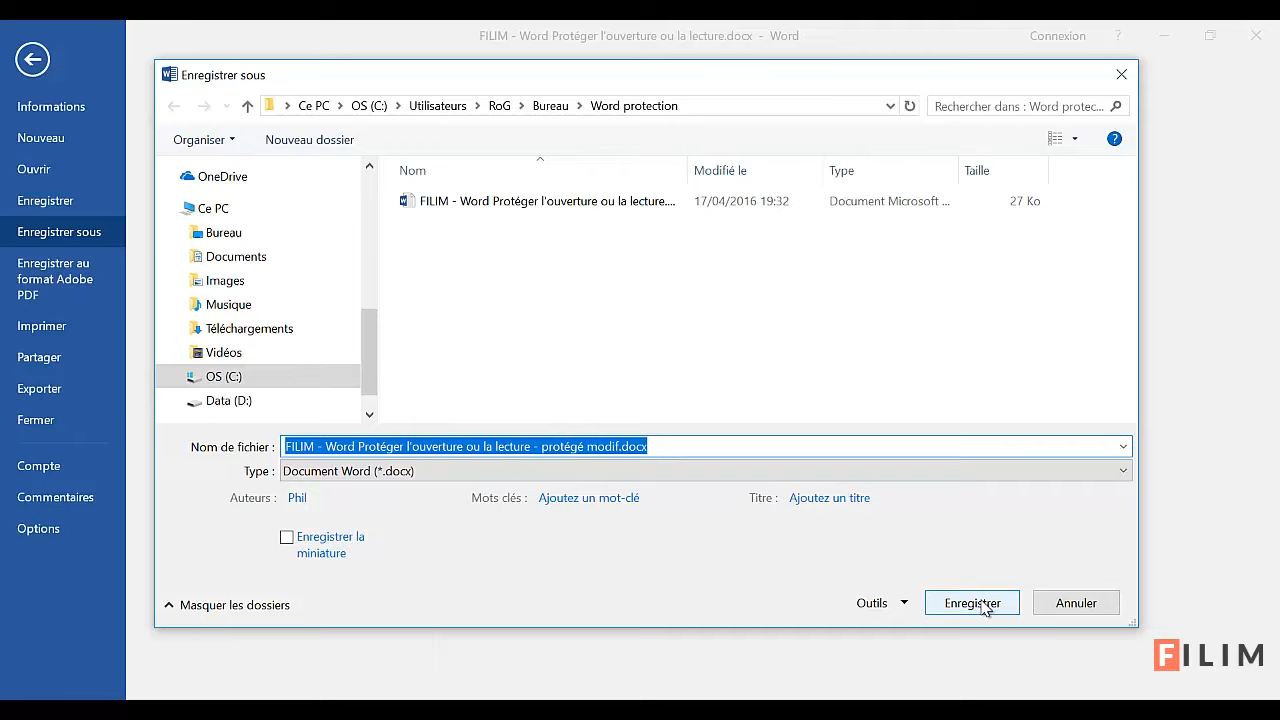 FILIM - Word Protéger l'ouverture ou la lecture.docx - Word
Connexion
?
Enregistrer sous
Informations
Nouveau
Ouvrir
Enregistrer
Enregistrer sous
Enregistrer au
format Adobe
PDF
Imprimer
Partager
Exporter
Fermer
Compte
Commentaires
Options
Ce PC > OS (C:) > Utilisateurs > RoG > Bureau > Word protection
Rechercher dans : Word protec...
Organiser
Nouveau dossier
?
OneDrive
Ce PC
Bureau
Documents
Images
Musique
Téléchargements
Vidéos
OS (C:)
Data (D:)
Nom Modifié le Type Taille
FILIM - Word Protéger l'ouverture ou la lecture.... 17/04/2016 19:32 Document Microsoft ... 27 Ko
Nom de fichier : FILIM - Word Protéger l'ouverture ou la lecture - protégé modif.docx
Type : Document Word (*.docx)
Auteurs : Phil Mots clés : Ajoutez un mot-clé Titre : Ajoutez un titre
Enregistrer la
miniature
Masquer les dossiers
Outils
Enregistrer
Annuler
FILIM